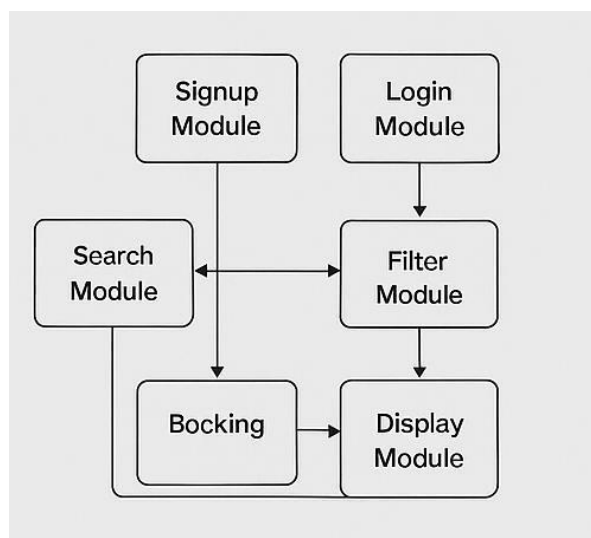 Signup
Module
Login
Module
Search
Module
Filter
Module
Bocking
Display
Module